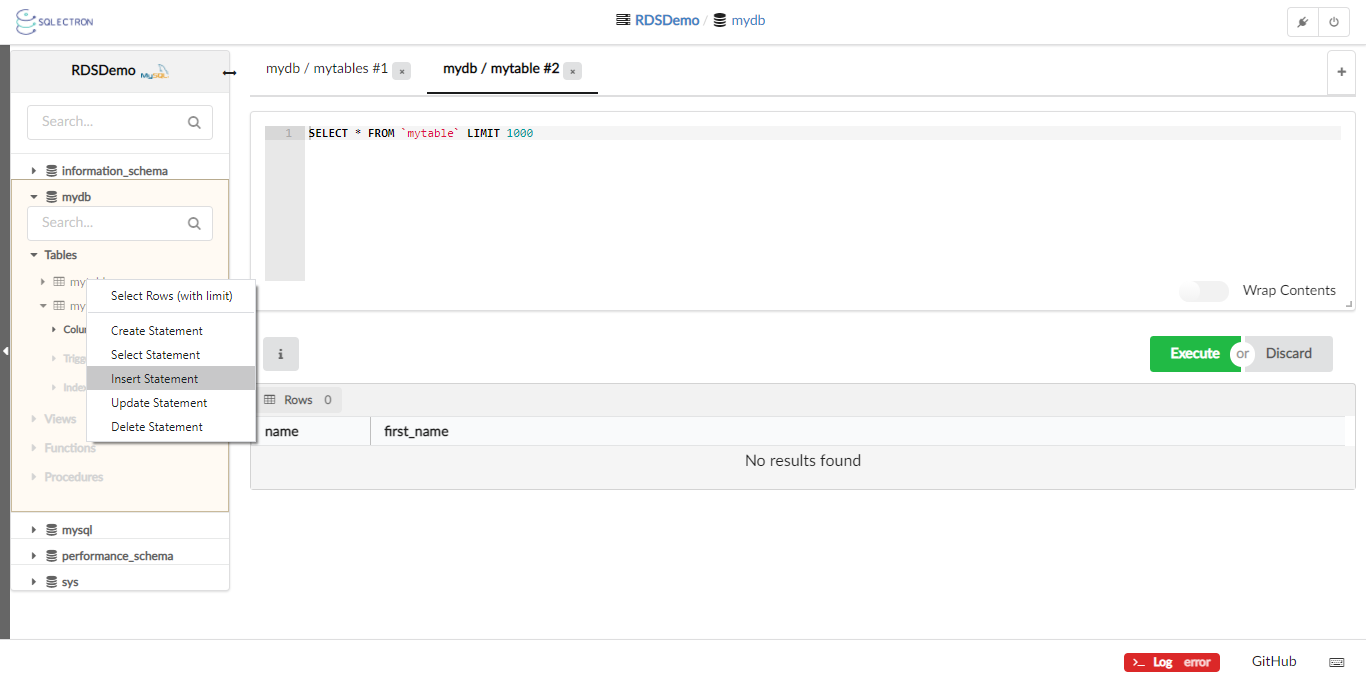 SQLECTRON
RDSDemo / mydb
RDSDemo MySQL
mydb / mytables #1 ×
mydb / mytable #2 ×
+
Search...
information_schema
mydb
Search...
Tables
Select Rows (with limit)
Create Statement
Select Statement
Insert Statement
Update Statement
Delete Statement
Views
Functions
Procedures
mysql
performance_schema
sys
1 SELECT * FROM `mytable` LIMIT 1000
Wrap Contents
i
Execute or Discard
Rows 0
name first_name
No results found
>_ Log error
GitHub